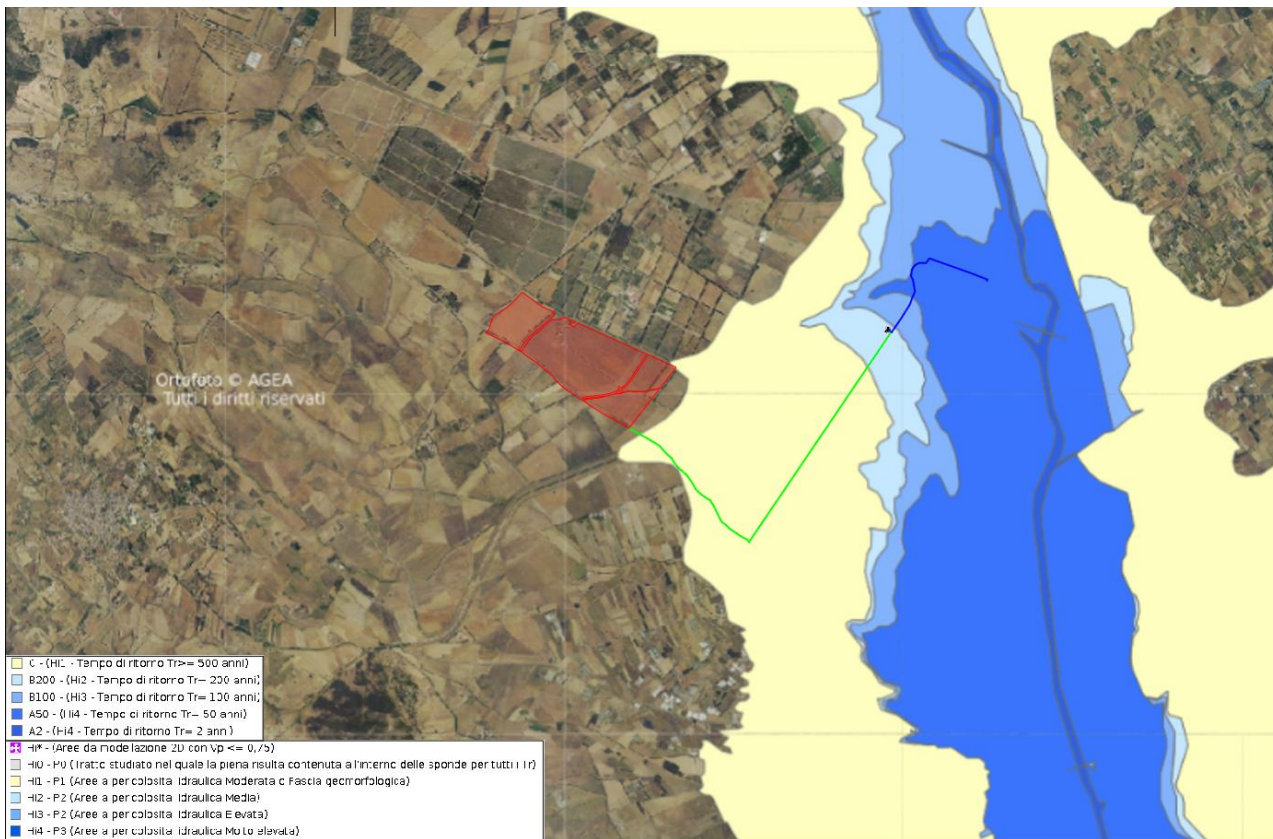 Ortofoto © AGEA
Tutti i diritti riservati
C - (Hi1 - Tempo di ritorno Tr>= 500 anni)
B200 - (Hi2 - Tempo di ritorno Tr= 200 anni)
B100 - (Hi3 - Tempo di ritorno Tr= 100 anni)
A50 - (Hi4 - Tempo di ritorno Tr= 50 anni)
A2 - (Hi4 - Tempo di ritorno Tr= 2 anni)
Hi* - (Aree da modellazione 2D con Vp <= 0,75)
Hi0 - P0 (Tratto studiato nel quale la piena risulta contenuta all'interno delle sponde per tutti i Tr)
Hi1 - P1 (Aree a pericolosità idraulica Moderata o Fascia geomorfologica)
Hi2 - P2 (Aree a pericolosità idraulica Media)
Hi3 - P2 (Aree a pericolosità idraulica Elevata)
Hi4 - P3 (Aree a pericolosità idraulica Molto elevata)